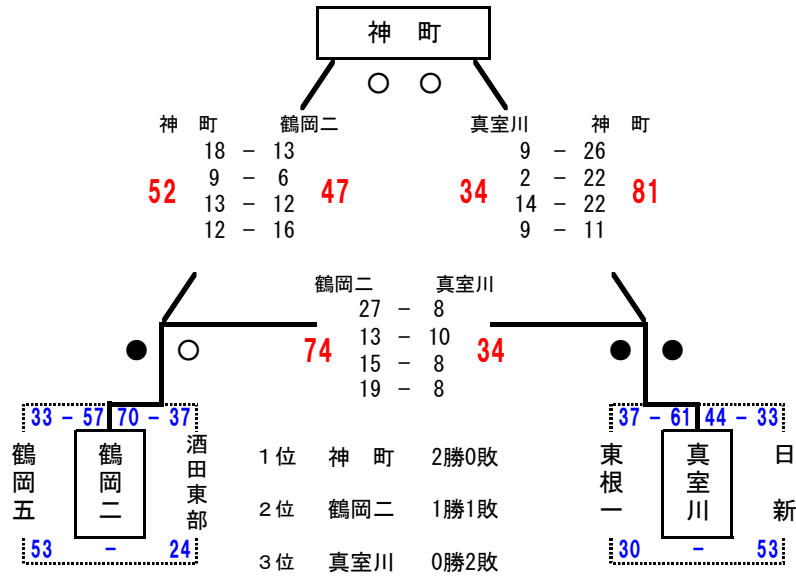 神 町
○ ○
神 町 鶴岡二
18 － 13
9 － 6
13 － 12
12 － 16
52 47
真室川 神 町
9 － 26
2 － 22
14 － 22
9 － 11
34 81
鶴岡二 真室川
27 － 8
13 － 10
15 － 8
19 － 8
74 34
● ○
● ●
33 － 57 70 － 37
鶴岡五
鶴岡二
酒田東部
53 － 24
1位 神 町 2勝0敗
2位 鶴岡二 1勝1敗
3位 真室川 0勝2敗
37 － 61 44 － 33
東根一
真室川
日 新
30 － 53